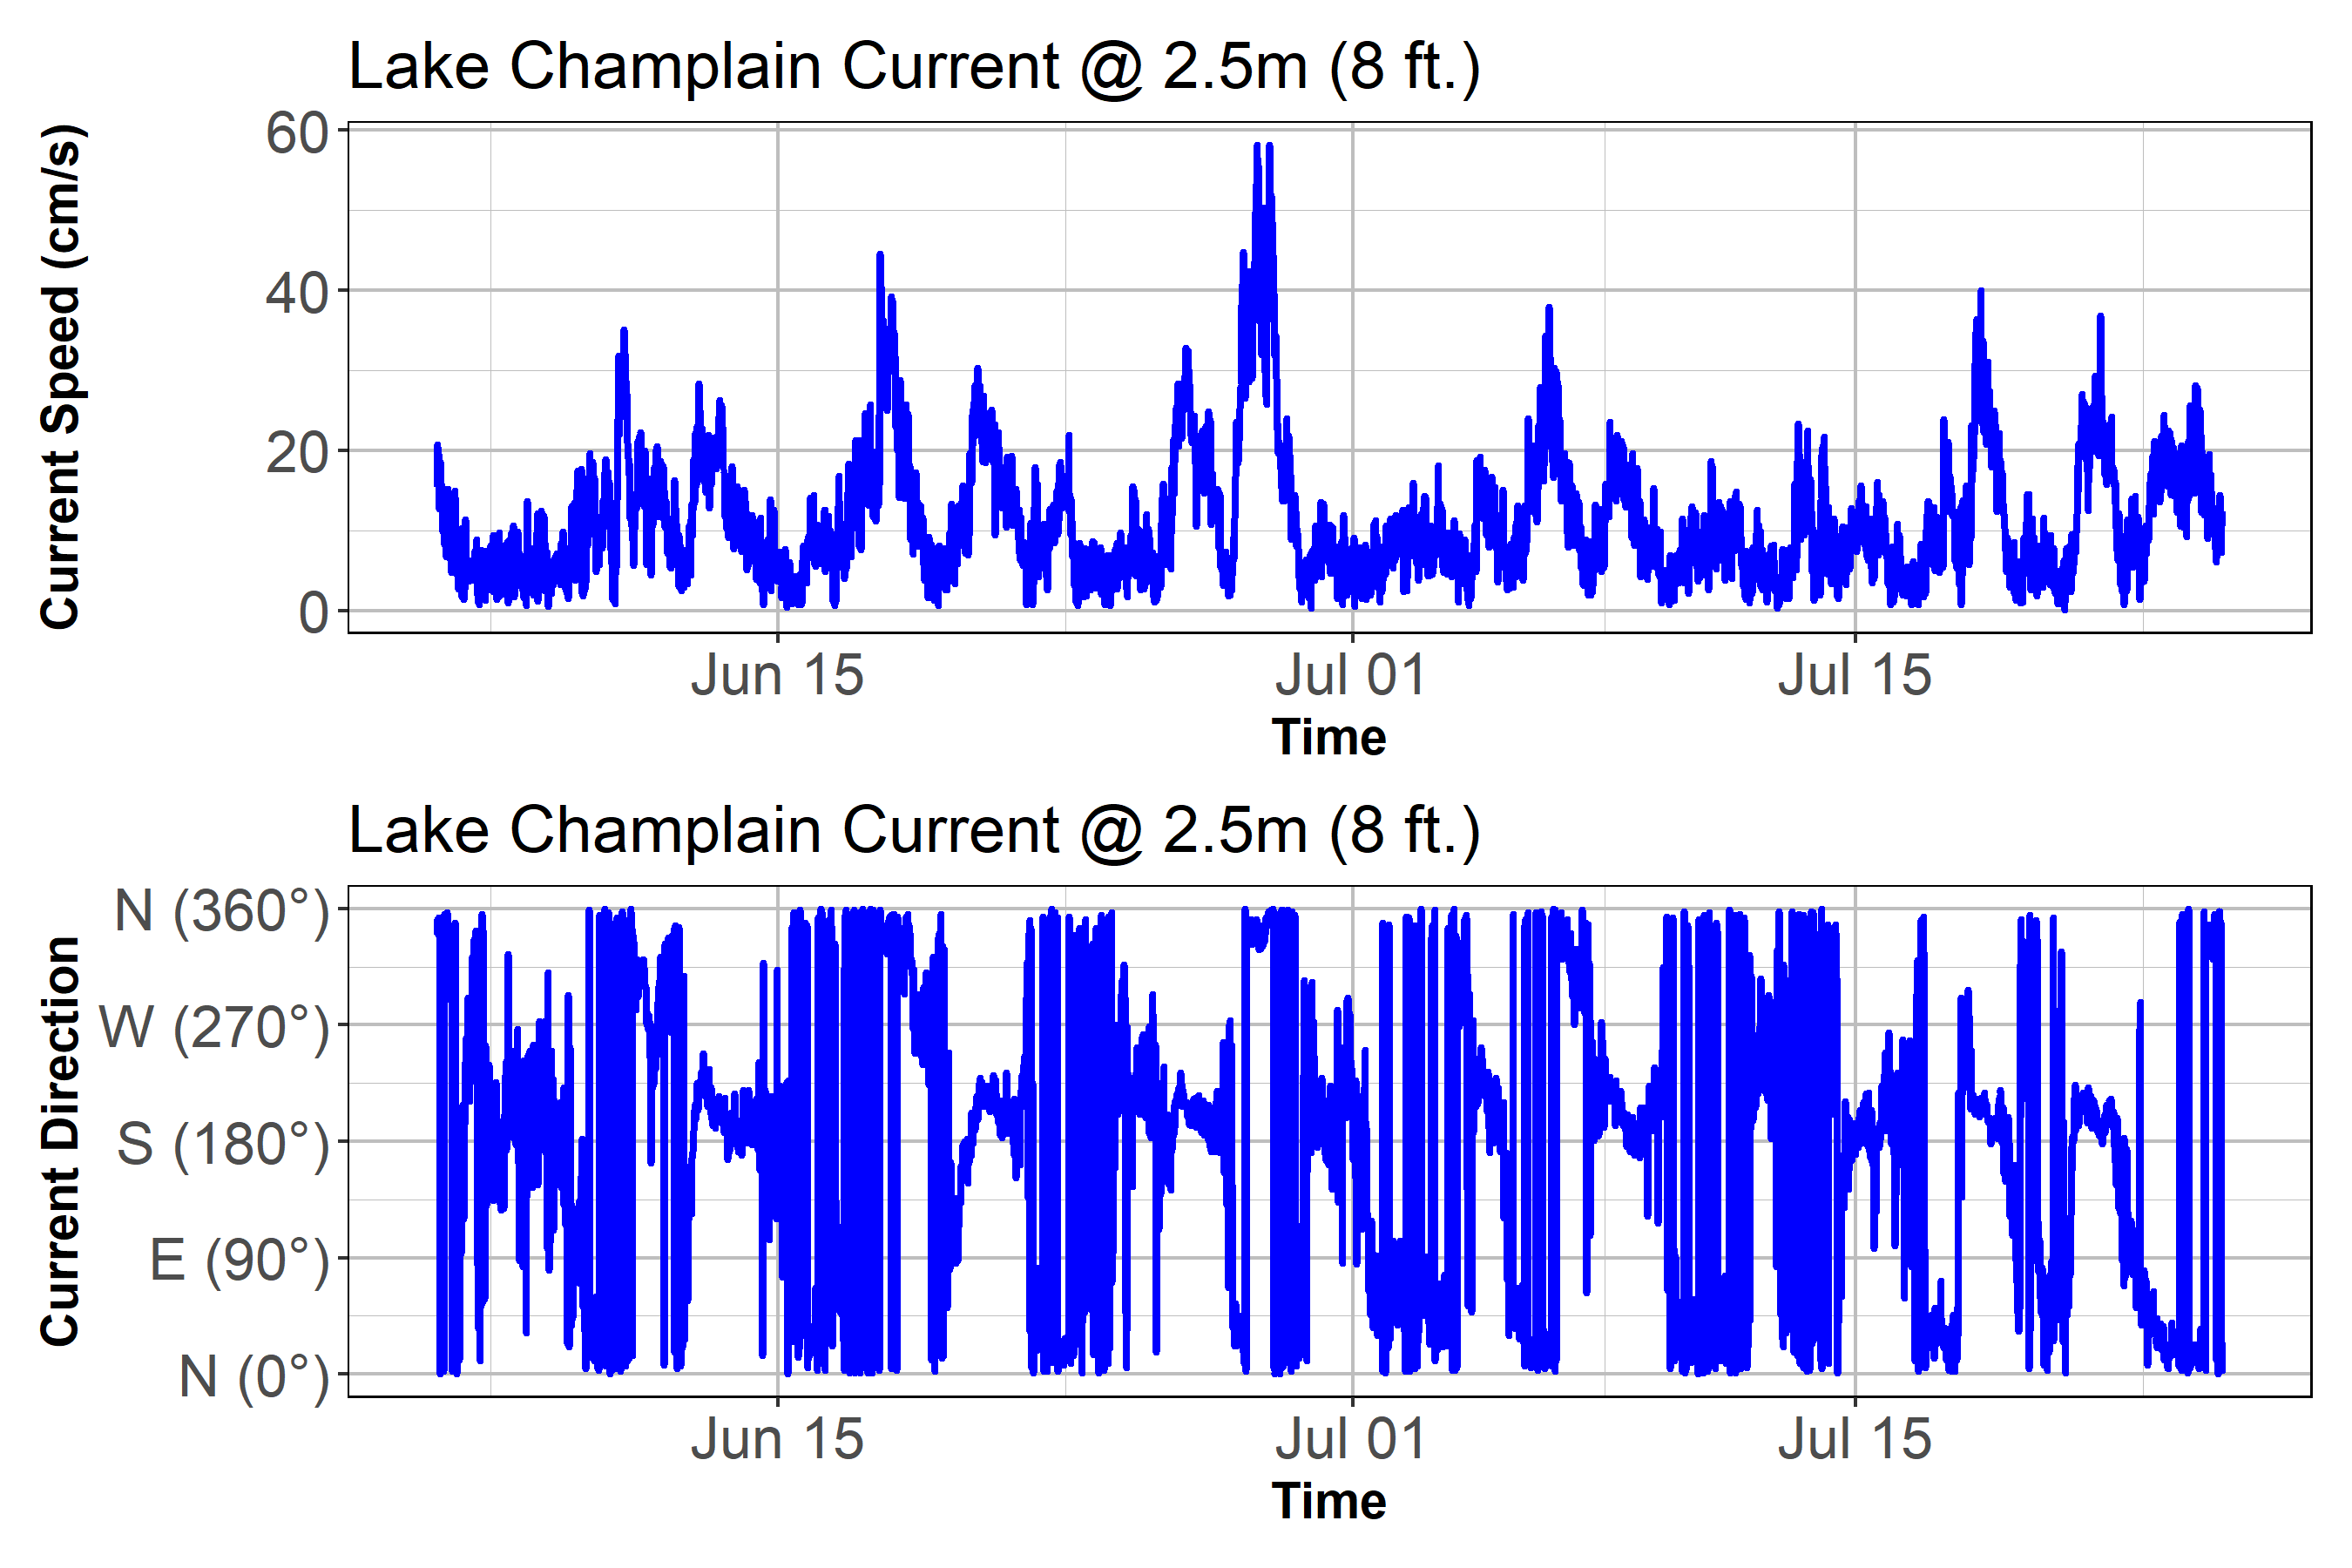 Lake Champlain Current @ 2.5m (8 ft.)
Current Speed (cm/s)
60
40
20
0
Jun 15 Jul 01 Jul 15
Time
Lake Champlain Current @ 2.5m (8 ft.)
Current Direction
N (360°)
W (270°)
S (180°)
E (90°)
N (0°)
Jun 15 Jul 01 Jul 15
Time